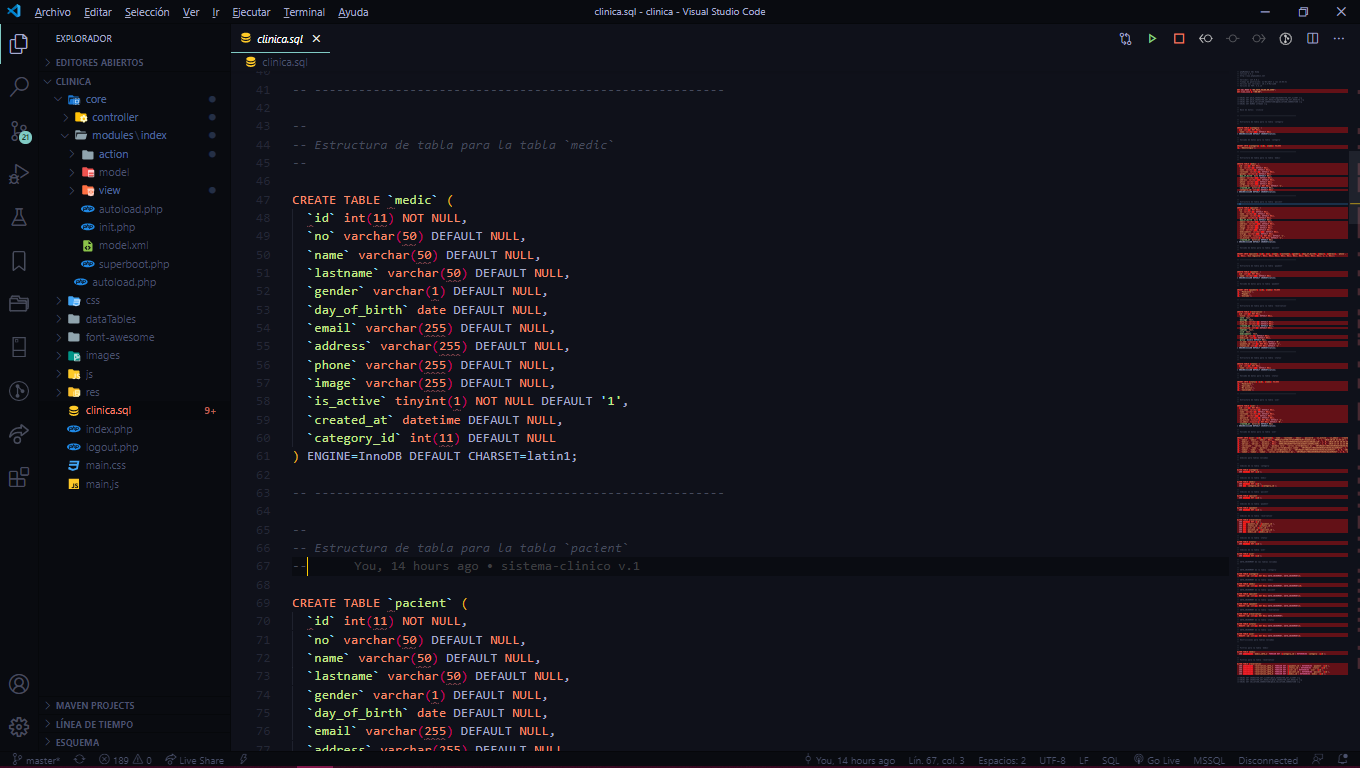 Archivo Editar Selección Ver Ir Ejecutar Terminal Ayuda
clinica.sql - clinica - Visual Studio Code
EXPLORADOR
EDITORES ABIERTOS
CLINICA
core
controller
modules\index
action
model
view
autoload.php
init.php
model.xml
superboot.php
autoload.php
css
dataTables
font-awesome
images
js
res
clinica.sql 9+
index.php
logout.php
main.css
main.js
MAVEN PROJECTS
LÍNEA DE TIEMPO
ESQUEMA
21
clinica.sql
clinica.sql
40
41 -- --------------------------------------------------------
42
43 --
44 -- Estructura de tabla para la tabla `medic`
45 --
46
47 CREATE TABLE `medic` (
48 `id` int(11) NOT NULL,
49 `no` varchar(50) DEFAULT NULL,
50 `name` varchar(50) DEFAULT NULL,
51 `lastname` varchar(50) DEFAULT NULL,
52 `gender` varchar(1) DEFAULT NULL,
53 `day_of_birth` date DEFAULT NULL,
54 `email` varchar(255) DEFAULT NULL,
55 `address` varchar(255) DEFAULT NULL,
56 `phone` varchar(255) DEFAULT NULL,
57 `image` varchar(255) DEFAULT NULL,
58 `is_active` tinyint(1) NOT NULL DEFAULT '1',
59 `created_at` datetime DEFAULT NULL,
60 `category_id` int(11) DEFAULT NULL
61 ) ENGINE=InnoDB DEFAULT CHARSET=latin1;
62
63 -- --------------------------------------------------------
64
65 --
66 -- Estructura de tabla para la tabla `pacient`
67 -- You, 14 hours ago • sistema-clinico v.1
68
69 CREATE TABLE `pacient` (
70 `id` int(11) NOT NULL,
71 `no` varchar(50) DEFAULT NULL,
72 `name` varchar(50) DEFAULT NULL,
73 `lastname` varchar(50) DEFAULT NULL,
74 `gender` varchar(1) DEFAULT NULL,
75 `day_of_birth` date DEFAULT NULL,
76 `email` varchar(255) DEFAULT NULL,
77 `address` varchar(255) DEFAULT NULL
master* 189 0 Live Share You, 14 hours ago Lín. 67, col. 3 Espacios: 2 UTF-8 LF SQL Go Live MSSQL Disconnected